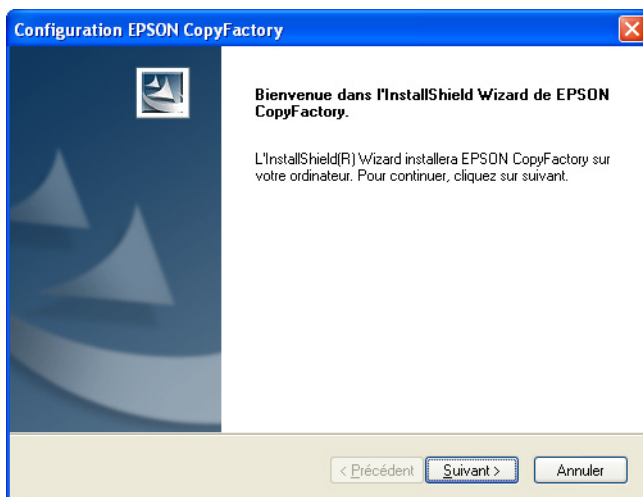 Configuration EPSON CopyFactory
Bienvenue dans l'InstallShield Wizard de EPSON
CopyFactory.
L'InstallShield(R) Wizard installera EPSON CopyFactory sur
votre ordinateur. Pour continuer, cliquez sur suivant.
< Précédent Suivant > Annuler